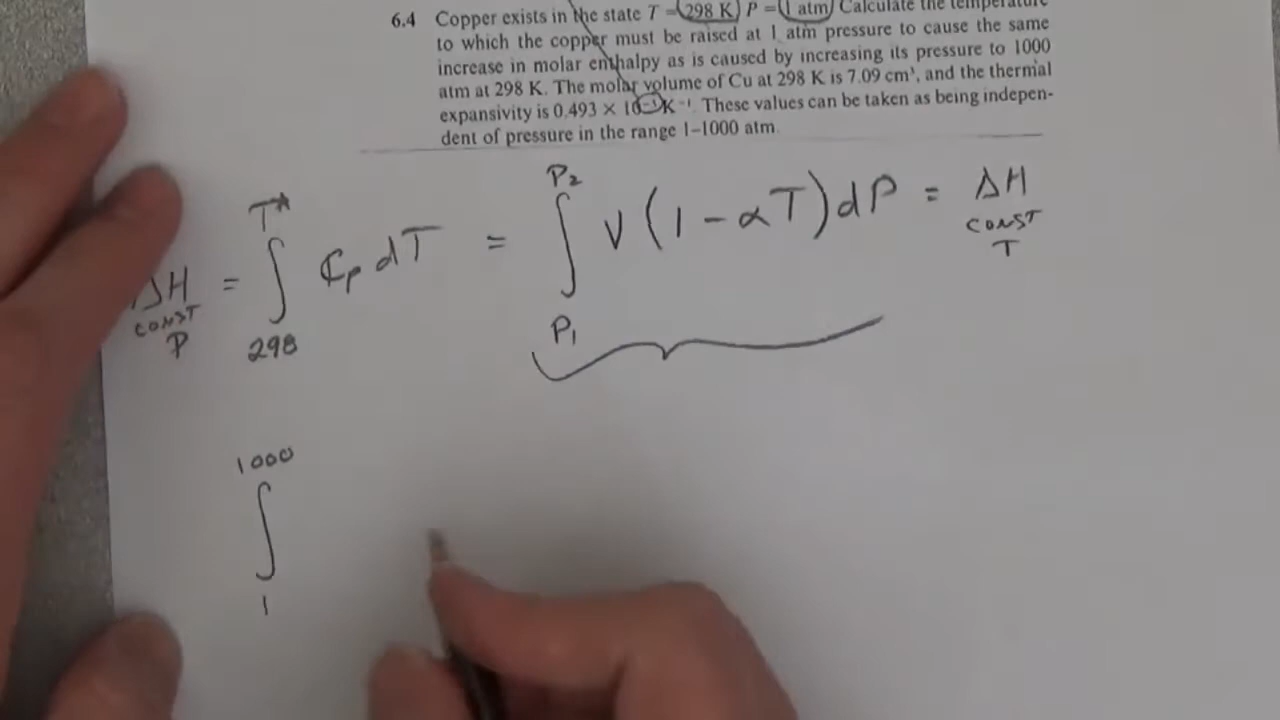 6.4 Copper exists in the state T = 298 K, P = 1 atm. Calculate the temperature
to which the copper must be raised at 1 atm pressure to cause the same
increase in molar enthalpy as is caused by increasing its pressure to 1000
atm at 298 K. The molar volume of Cu at 298 K is 7.09 cm³, and the thermal
expansivity is 0.493 × 10⁻³ K⁻¹. These values can be taken as being indepen-
dent of pressure in the range 1–1000 atm.
ΔH CONST P = ∫ 298 T* Cp dT = ∫ P1 P2 V (1 - αT) dP = ΔH CONST T
∫ 1 1000